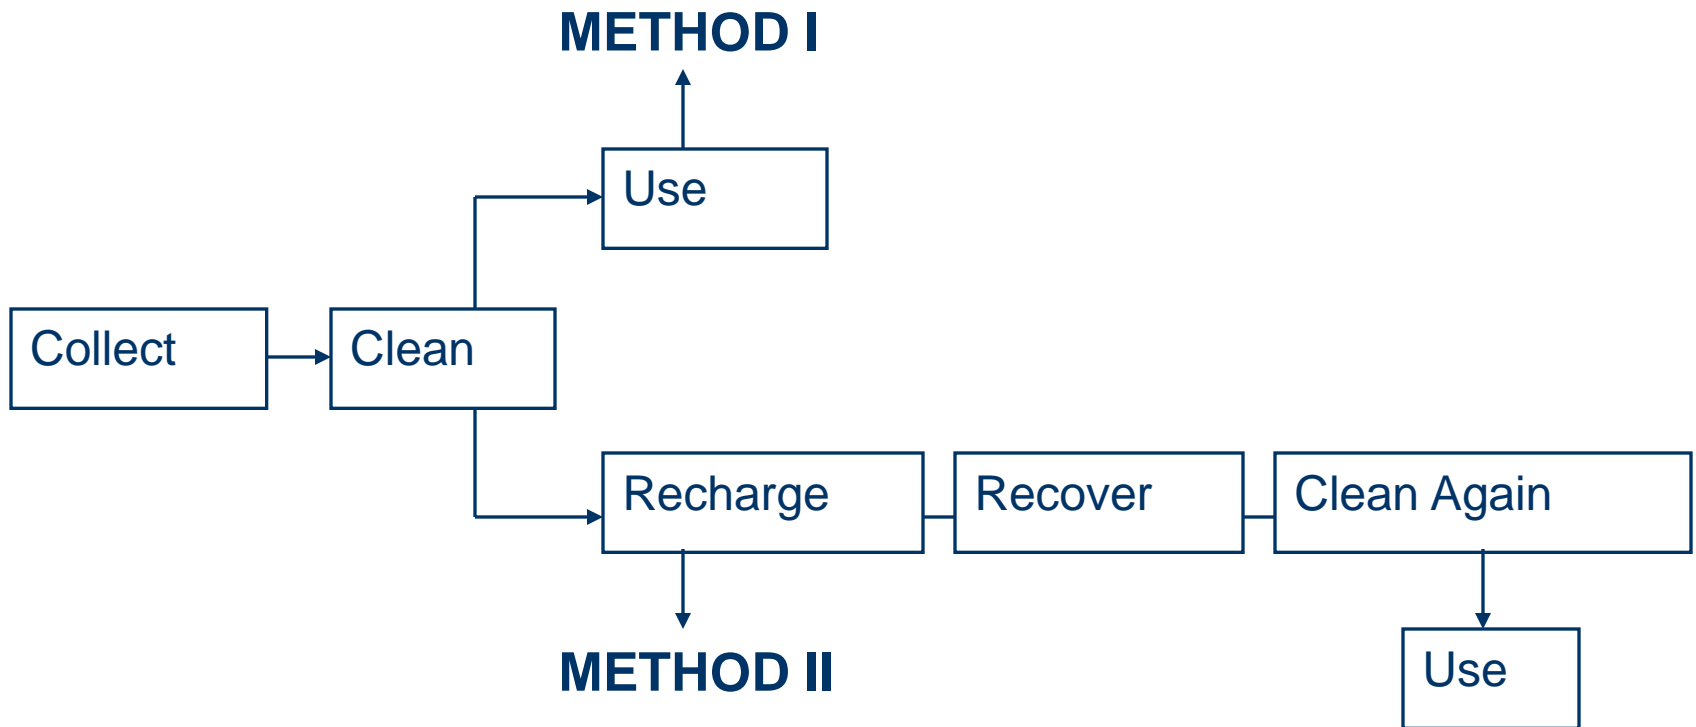 METHOD I
Use
Collect
Clean
Recharge
Recover
Clean Again
METHOD II
Use